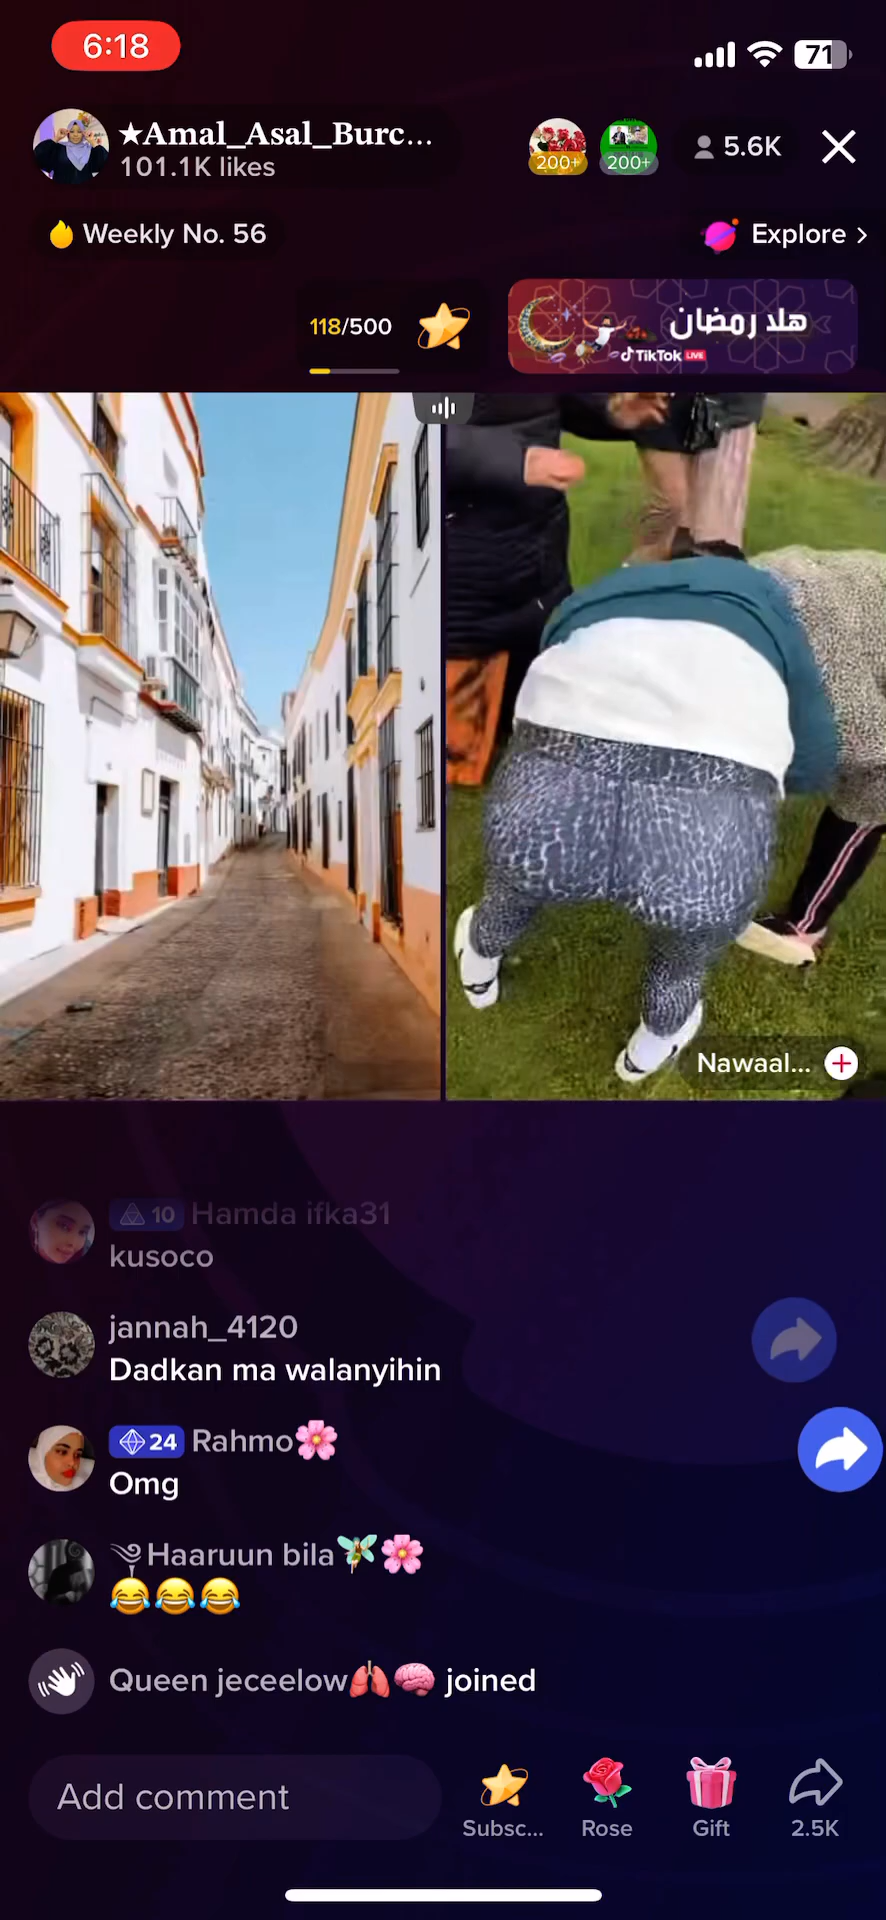 6:18
71
★Amal_Asal_Burc...
101.1K likes
200+
200+
5.6K
Weekly No. 56
Explore >
118/500
هلا رمضان
TikTok LIVE
Nawaal...
10 Hamda ifka31
kusoco
jannah_4120
Dadkan ma walanyihin
24 Rahmo🌸
Omg
Haaruun bila🧚🌸
😂😂😂
Queen jeceelow🫁🧠 joined
Add comment
Subsc...
Rose
Gift
2.5K